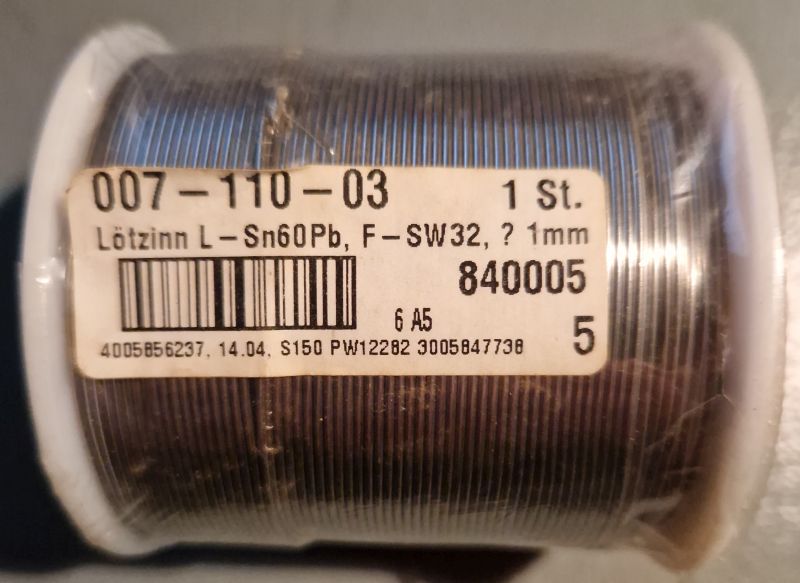 007-110-03 1 St.
Lötzinn L-Sn60Pb, F-SW32, ? 1mm
840005
6 A5
5
4005856237, 14.04, S150 PW12282 3005847738